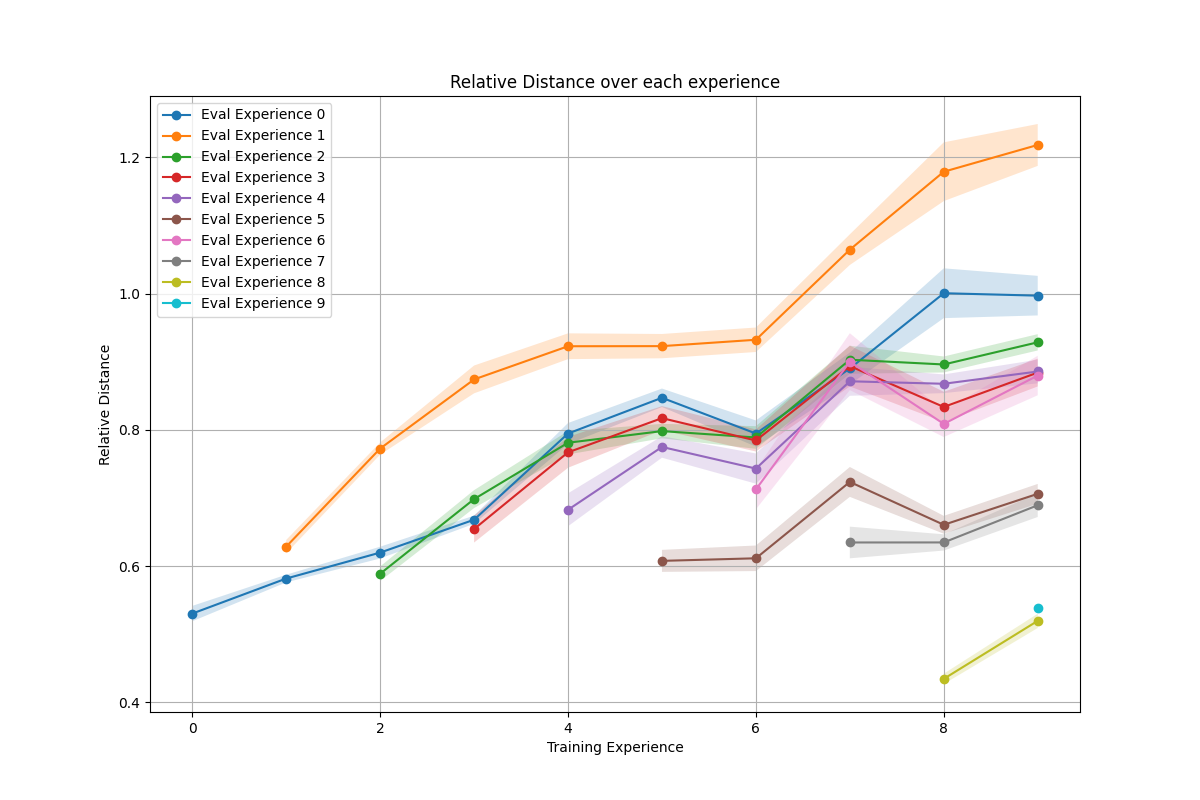 Relative Distance over each experience
Eval Experience 0
Eval Experience 1
Eval Experience 2
Eval Experience 3
Eval Experience 4
Eval Experience 5
Eval Experience 6
Eval Experience 7
Eval Experience 8
Eval Experience 9
1.2
1.0
0.8
0.6
0.4
Relative Distance
0 2 4 6 8
Training Experience